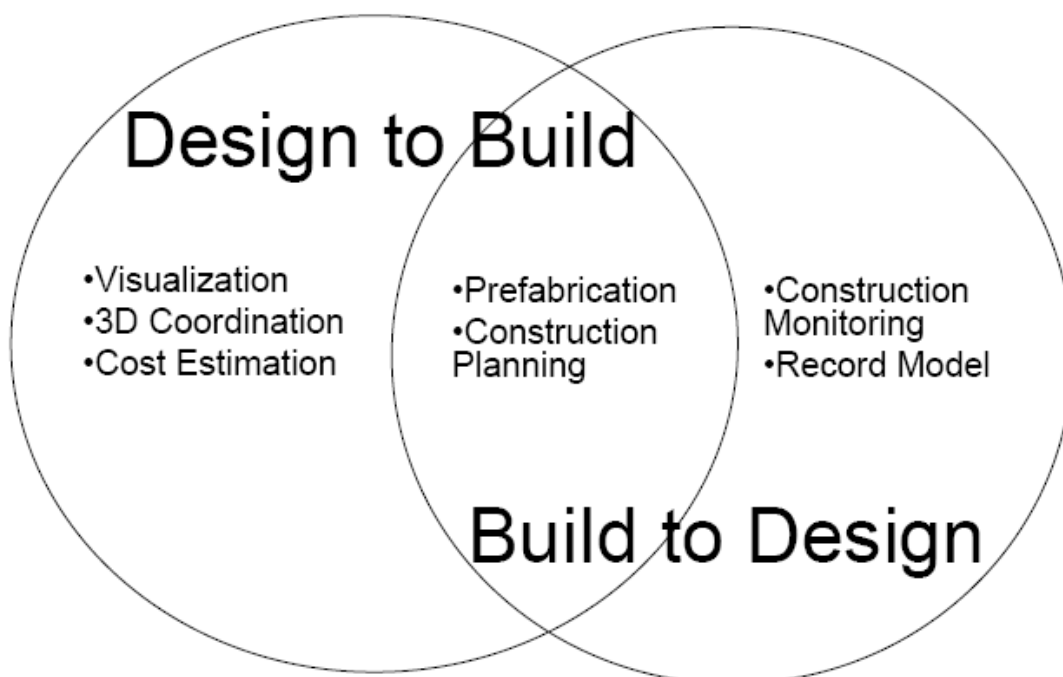 Design to Build
•Visualization
•3D Coordination
•Cost Estimation
•Prefabrication
•Construction
Planning
•Construction
Monitoring
•Record Model
Build to Design